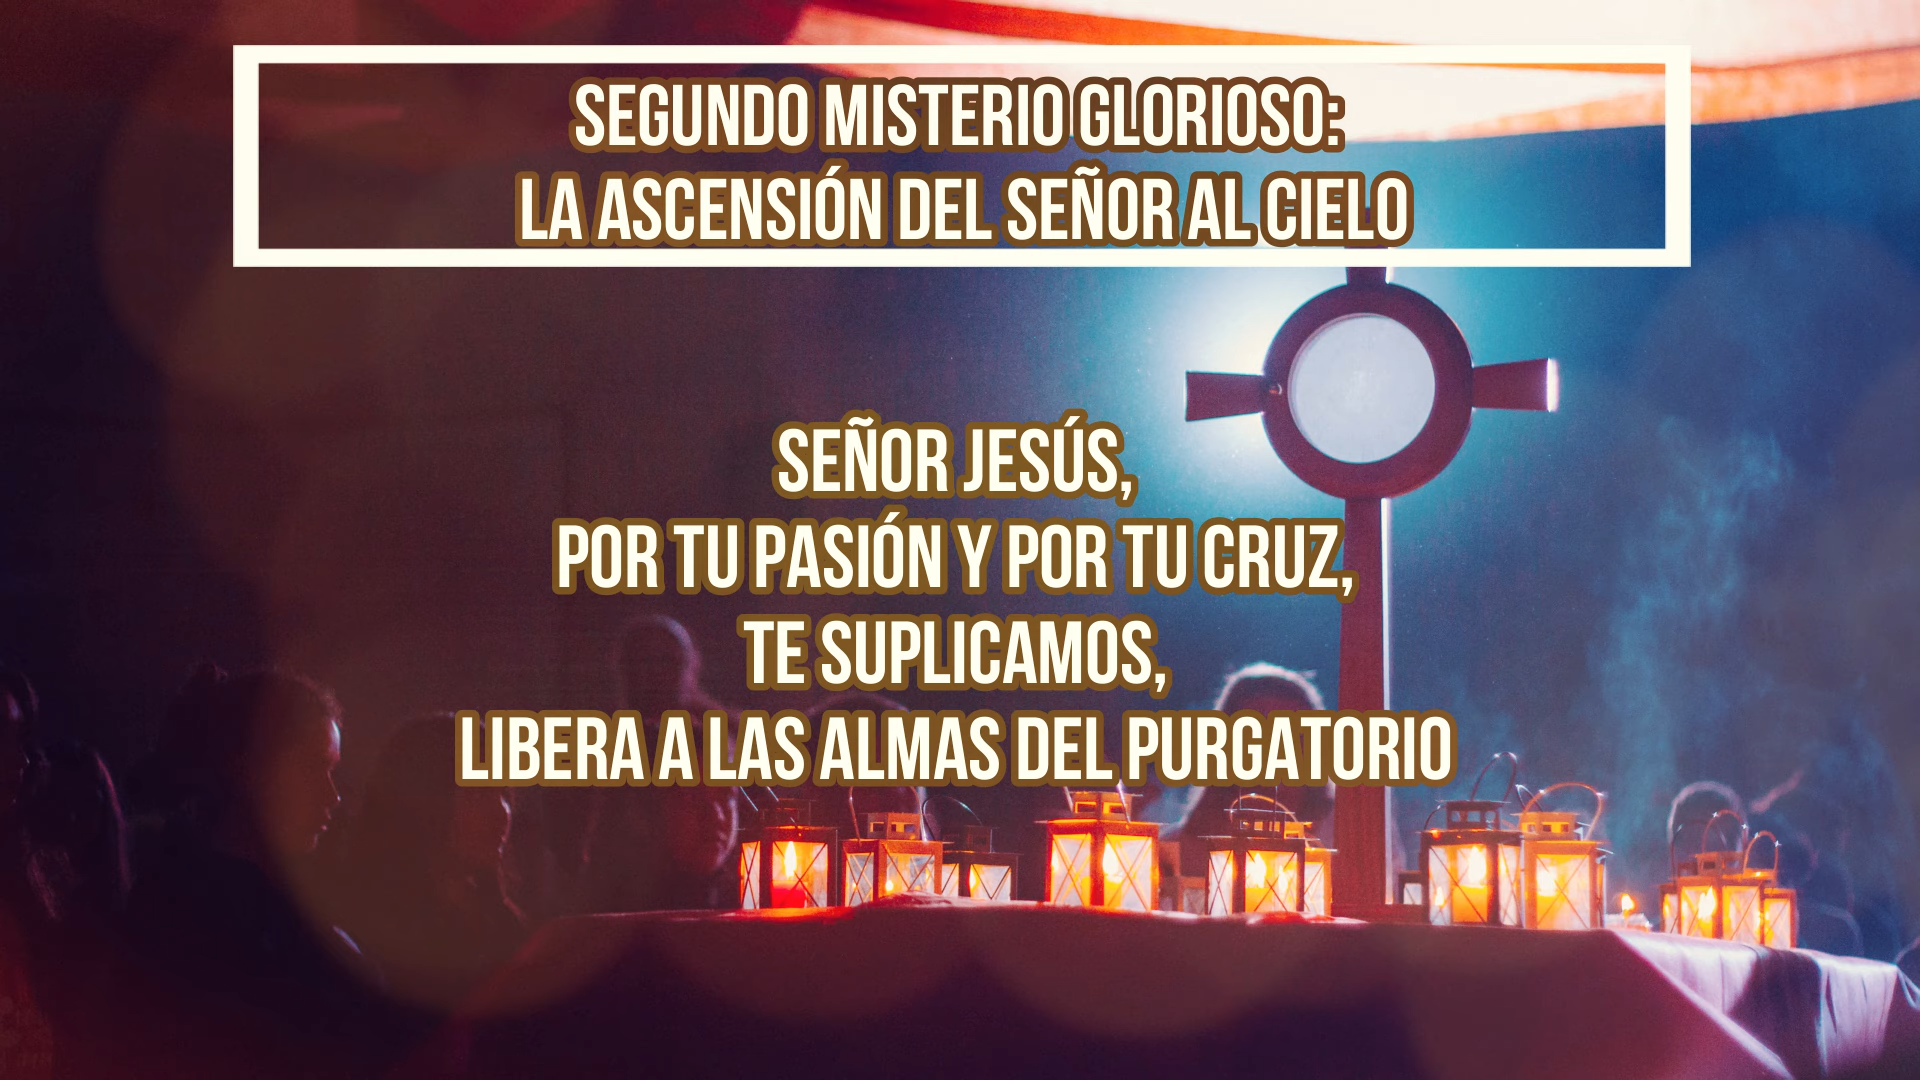 SEGUNDO MISTERIO GLORIOSO:
LA ASCENSIÓN DEL SEÑOR AL CIELO
SEÑOR JESÚS,
POR TU PASIÓN Y POR TU CRUZ,
TE SUPLICAMOS,
LIBERA A LAS ALMAS DEL PURGATORIO